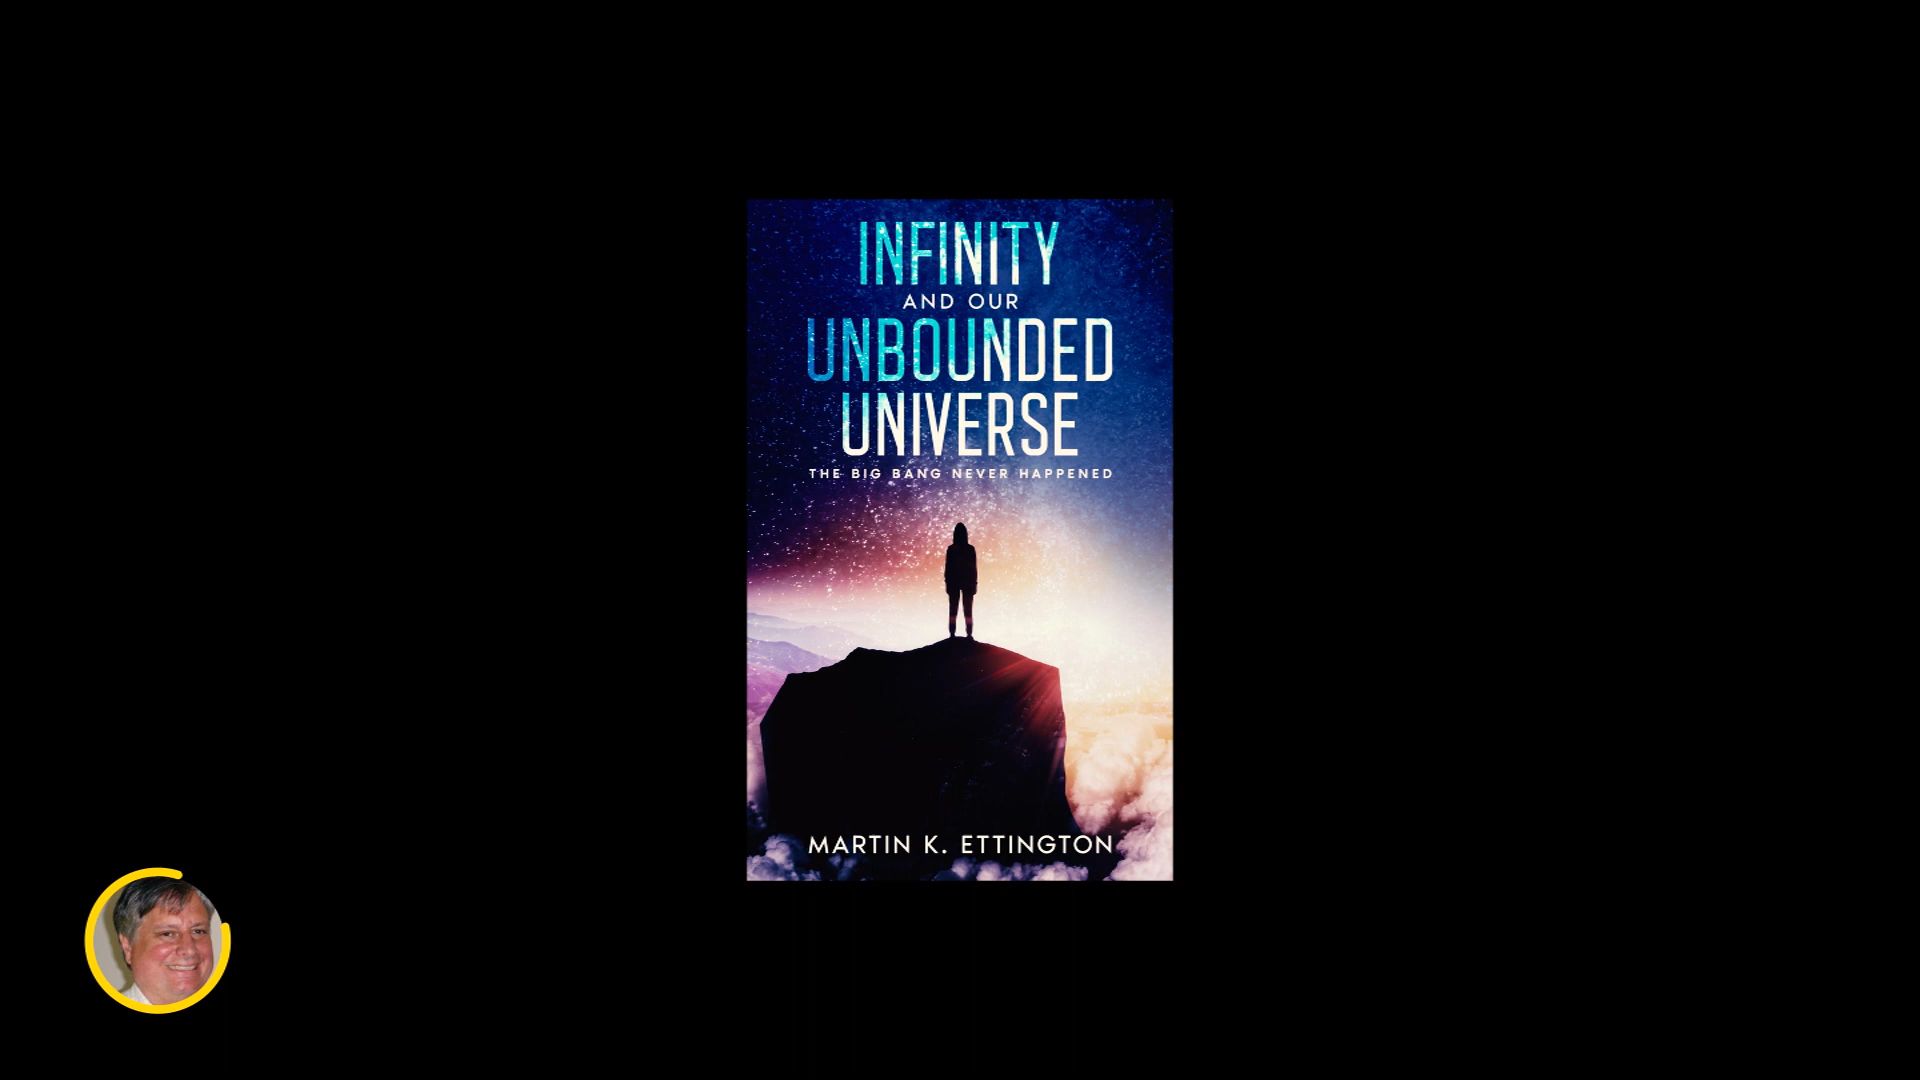 INFINITY
AND OUR
UNBOUNDED
UNIVERSE
THE BIG BANG NEVER HAPPENED
MARTIN K. ETTINGTON